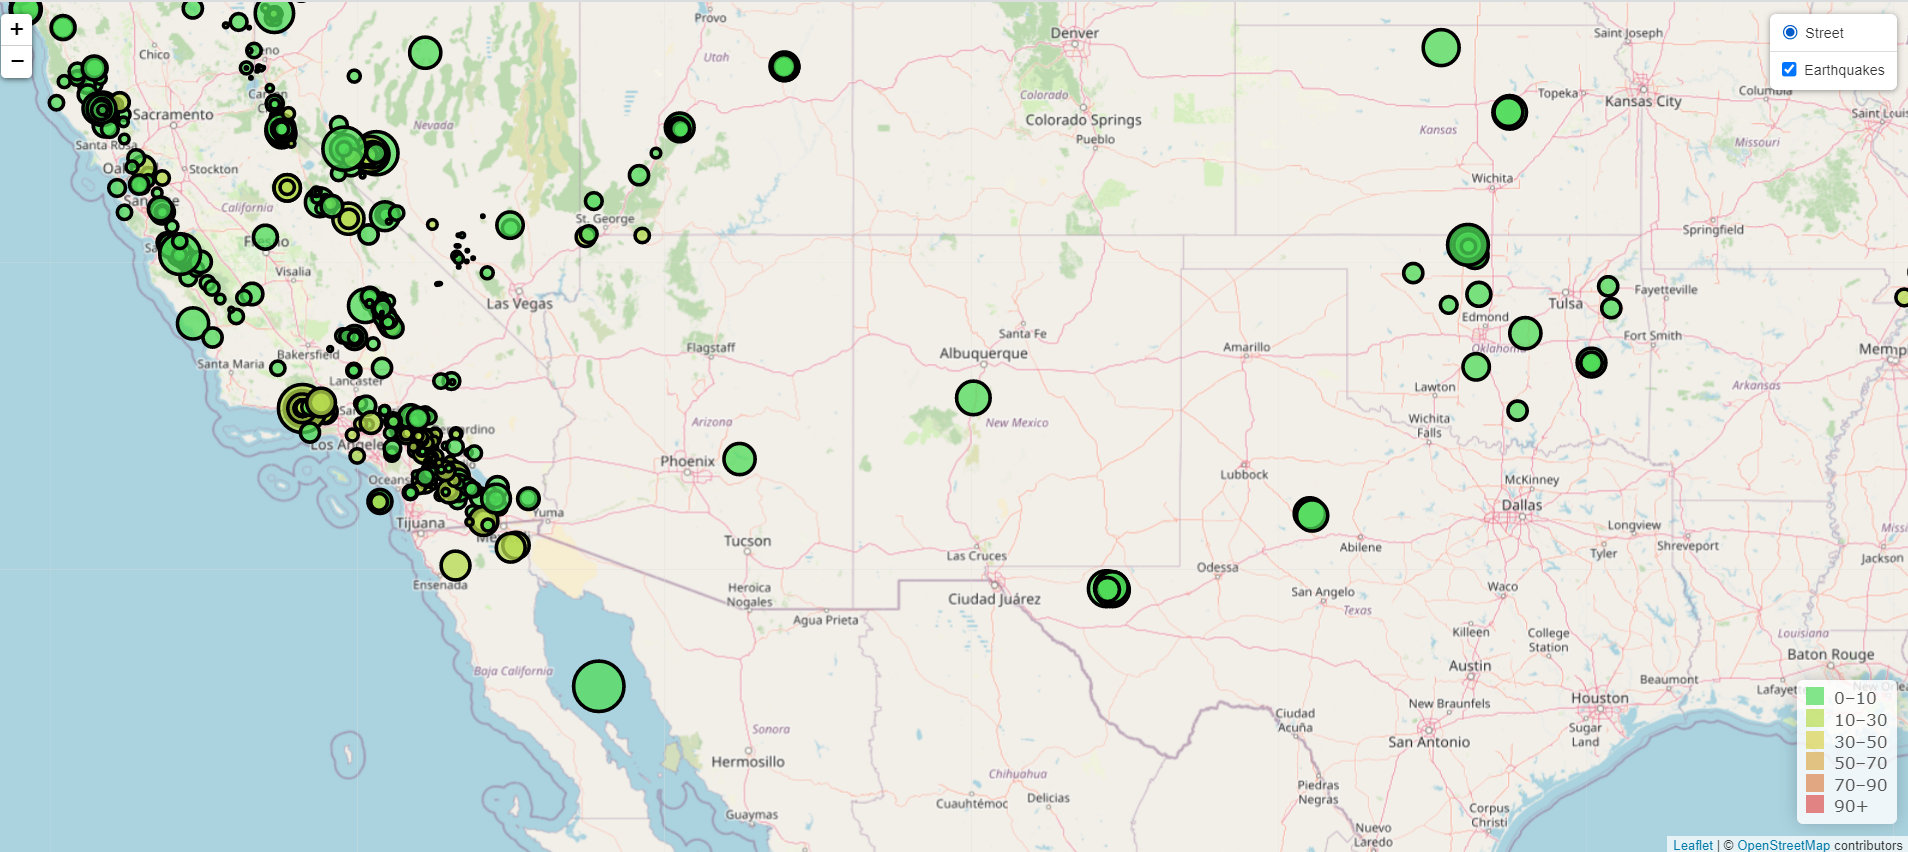 +
−
Street
Earthquakes
Provo
Utah
Denver
Saint Joseph
Chico
Colorado
Colorado Springs
Pueblo
Topeka
Kansas City
Columbia
Saint Louis
Sacramento
Nevada
Kansas
Missouri
Santa Rosa
Stockton
California
St. George
Wichita
Springfield
Fresno
Visalia
Las Vegas
Tulsa
Fayetteville
Edmond
Fort Smith
Santa Fe
Oklahoma
Santa Maria
Bakersfield
Flagstaff
Albuquerque
Amarillo
Memp
Lancaster
Lawton
Arkansas
Arizona
New Mexico
Wichita
Falls
Los Angeles
Phoenix
Lubbock
McKinney
Oceans
Dallas
Tijuana
Yuma
Longview
Missi
Tucson
Las Cruces
Abilene
Tyler
Shreveport
Jackson
Ensenada
Odessa
Heroica
Nogales
Ciudad Juárez
San Angelo
Texas
Waco
Agua Prieta
Killeen
College
Station
Louisiana
Baton Rouge
Baja California
Austin
Beaumont
Lafayet
New Orle
Houston
New Braunfels
Sonora
Ciudad
Acuña
Sugar
Land
San Antonio
Hermosillo
Chihuahua
Cuauhtémoc
Delicias
Piedras
Negras
Corpus
Christi
Guaymas
Nuevo
Laredo
0–10
10–30
30–50
50–70
70–90
90+
Leaflet | © OpenStreetMap contributors